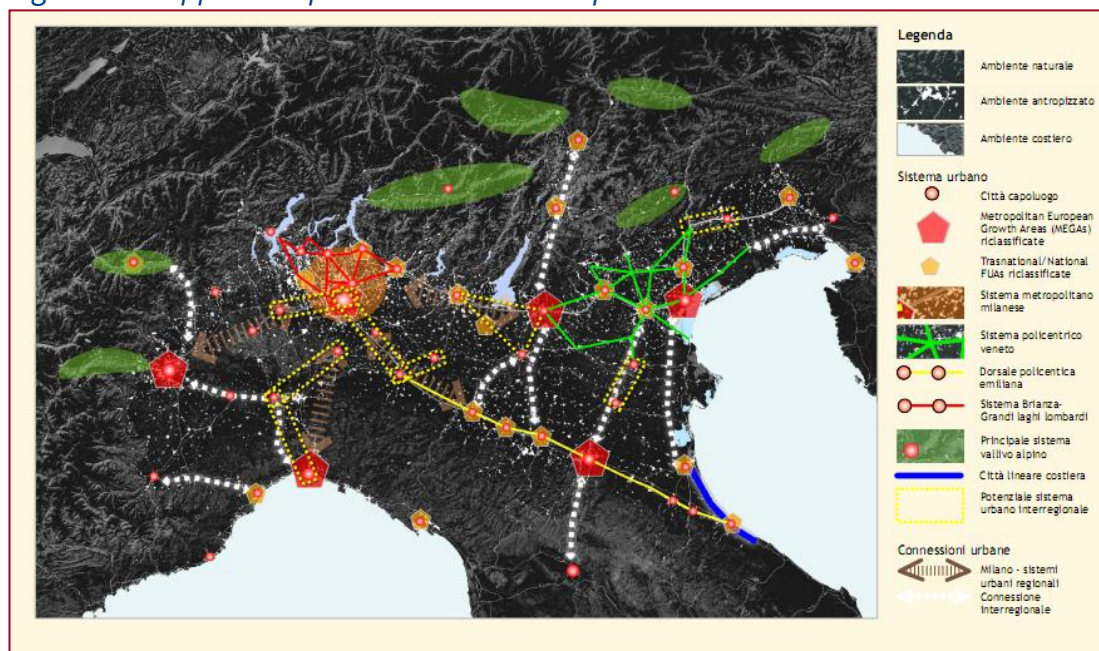 Legenda
Ambiente naturale
Ambiente antropizzato
Ambiente costiero
Sistema urbano
Città capoluogo
Metropolitan European
Growth Areas (MEGAs)
riclassificate
Trasnational/National
FUAs riclassificate
Sistema metropolitano
milanese
Sistema policentrico
veneto
Dorsale policentica
emiliana
Sistema Brianza-
Grandi laghi lombardi
Principale sistema
vallivo alpino
Città lineare costiera
Potenziale sistema
urbano interregionale
Connessioni urbane
Milano - sistemi
urbani regionali
Connessione
interregionale